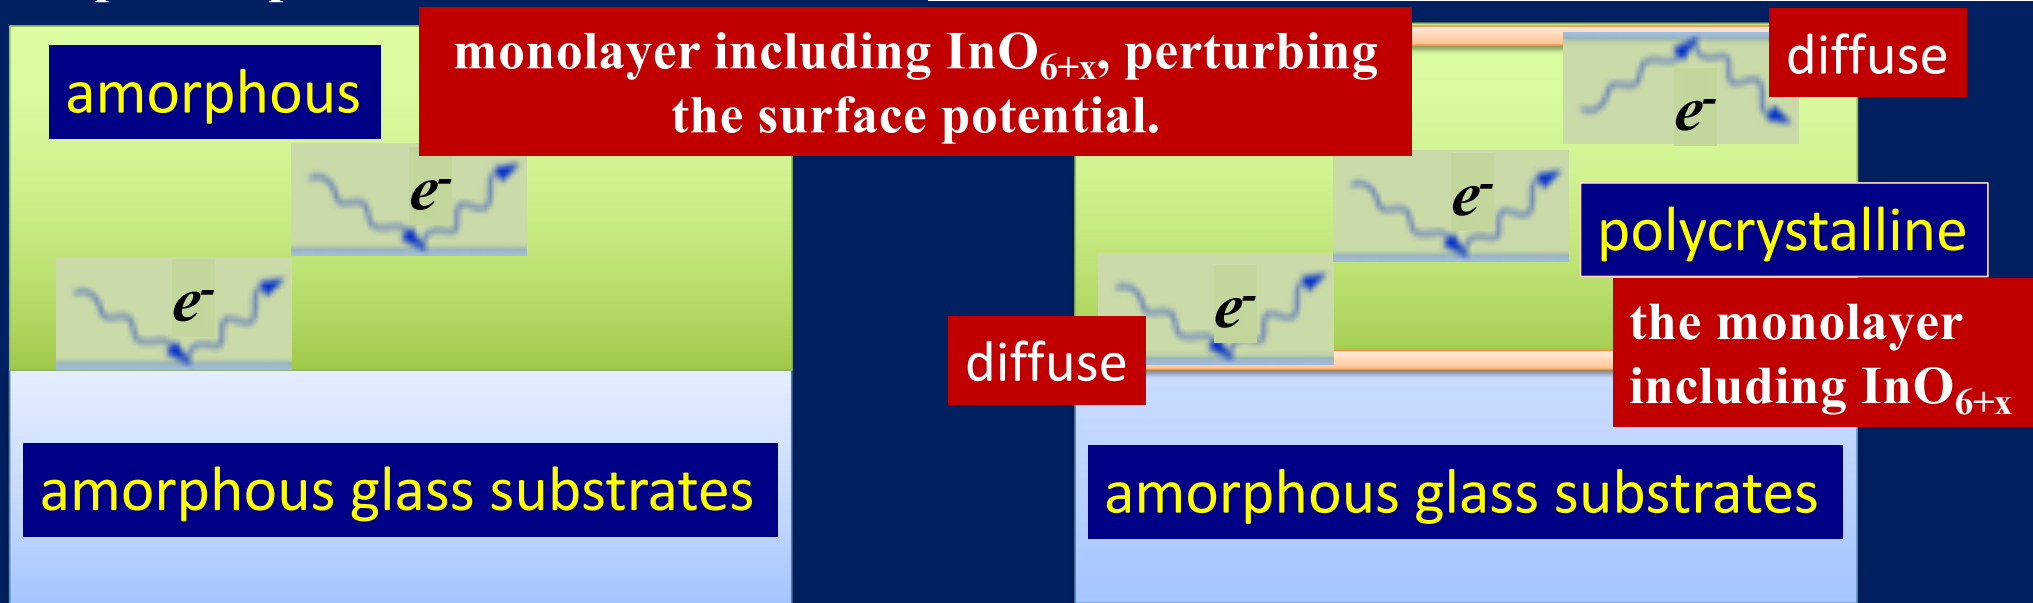 amorphous
monolayer including InO6+x, perturbing
the surface potential.
diffuse
e-
e-
e-
e-
e-
polycrystalline
the monolayer
including InO6+x
diffuse
amorphous glass substrates
amorphous glass substrates